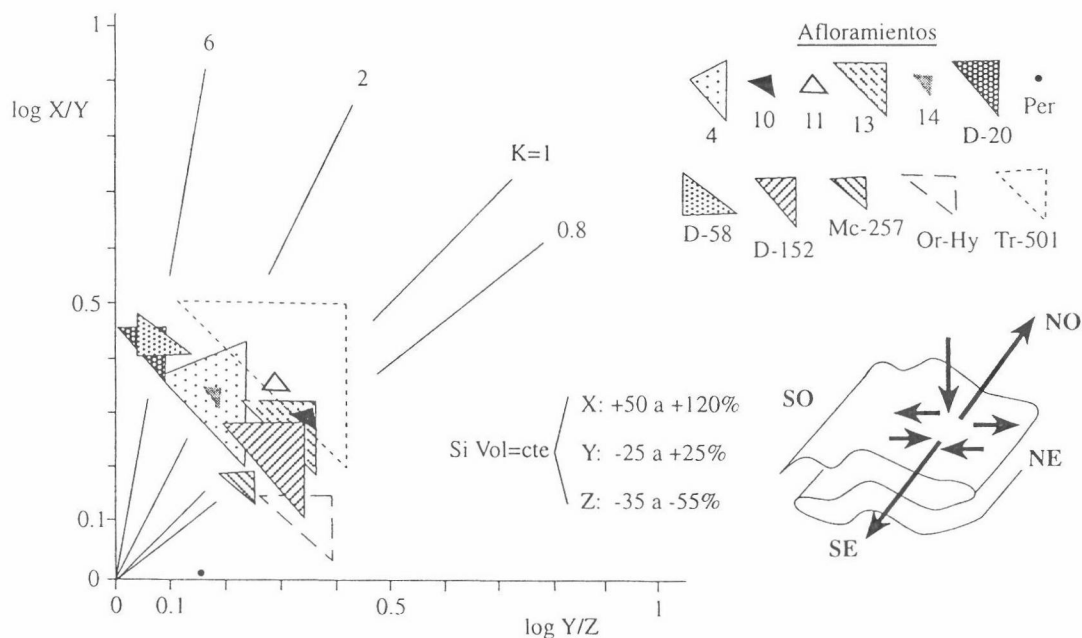 1
6
2
log X/Y
K=1
0.8
0.5
0.1
0
0
0.1
0.5
1
log Y/Z
Afloramientos
4
10
11
13
14
D-20
Per
D-58
D-152
Mc-257
Or-Hy
Tr-501
Si Vol=cte
X: +50 a +120%
Y: -25 a +25%
Z: -35 a -55%
NO
SO
NE
SE